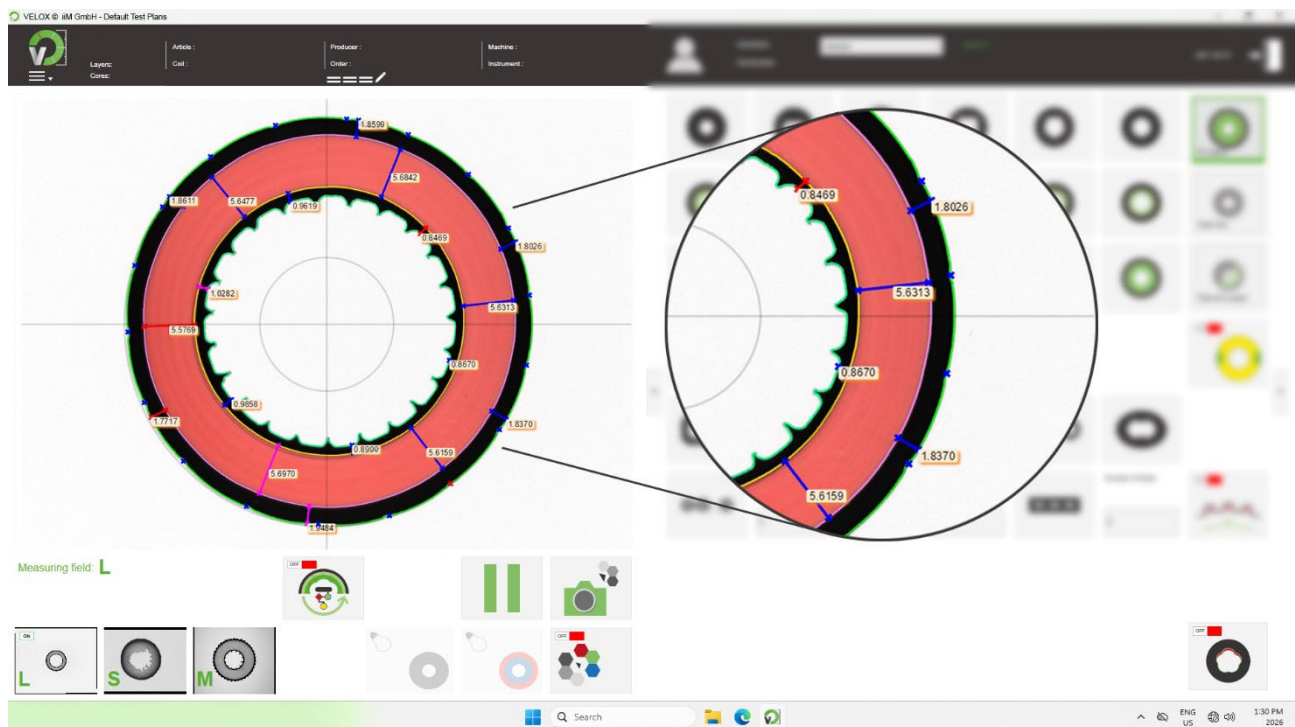 VELOX © iiM GmbH - Default Test Plans
V
Layers:
Cores:
Article :
Coil :
Producer :
Order :
Machine :
Instrument :
1.8599
5.6842
1.8611
5.6477
0.9619
0.8469
1.8026
1.0282
5.6313
5.5769
0.8670
0.9858
1.7717
1.8370
0.8900
5.6159
5.6970
1.9484
0.8469
1.8026
5.6313
0.8670
1.8370
5.6159
Measuring field: L
OFF
ON
L
S
M
OFF
OFF
Search
ENG
US
1:30 PM
2026